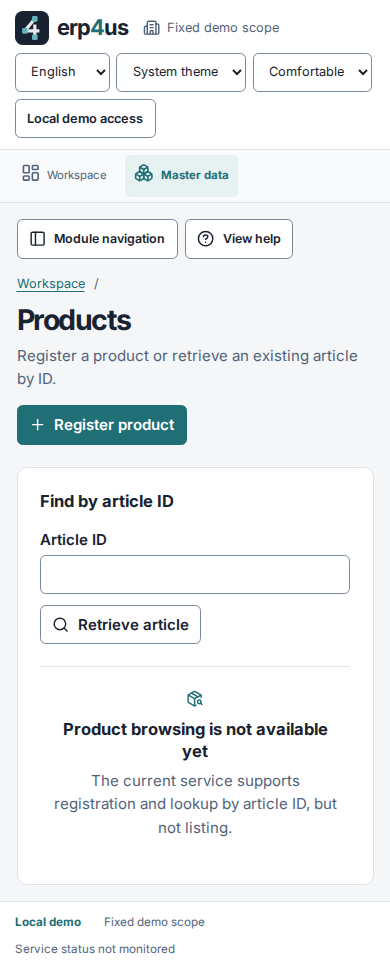 erp4us
Fixed demo scope
English
System theme
Comfortable
Local demo access
Workspace
Master data
Module navigation
View help
Workspace /
Products
Register a product or retrieve an existing article
by ID.
Register product
Find by article ID
Article ID
Retrieve article
Product browsing is not available
yet
The current service supports
registration and lookup by article ID, but
not listing.
Local demo
Fixed demo scope
Service status not monitored